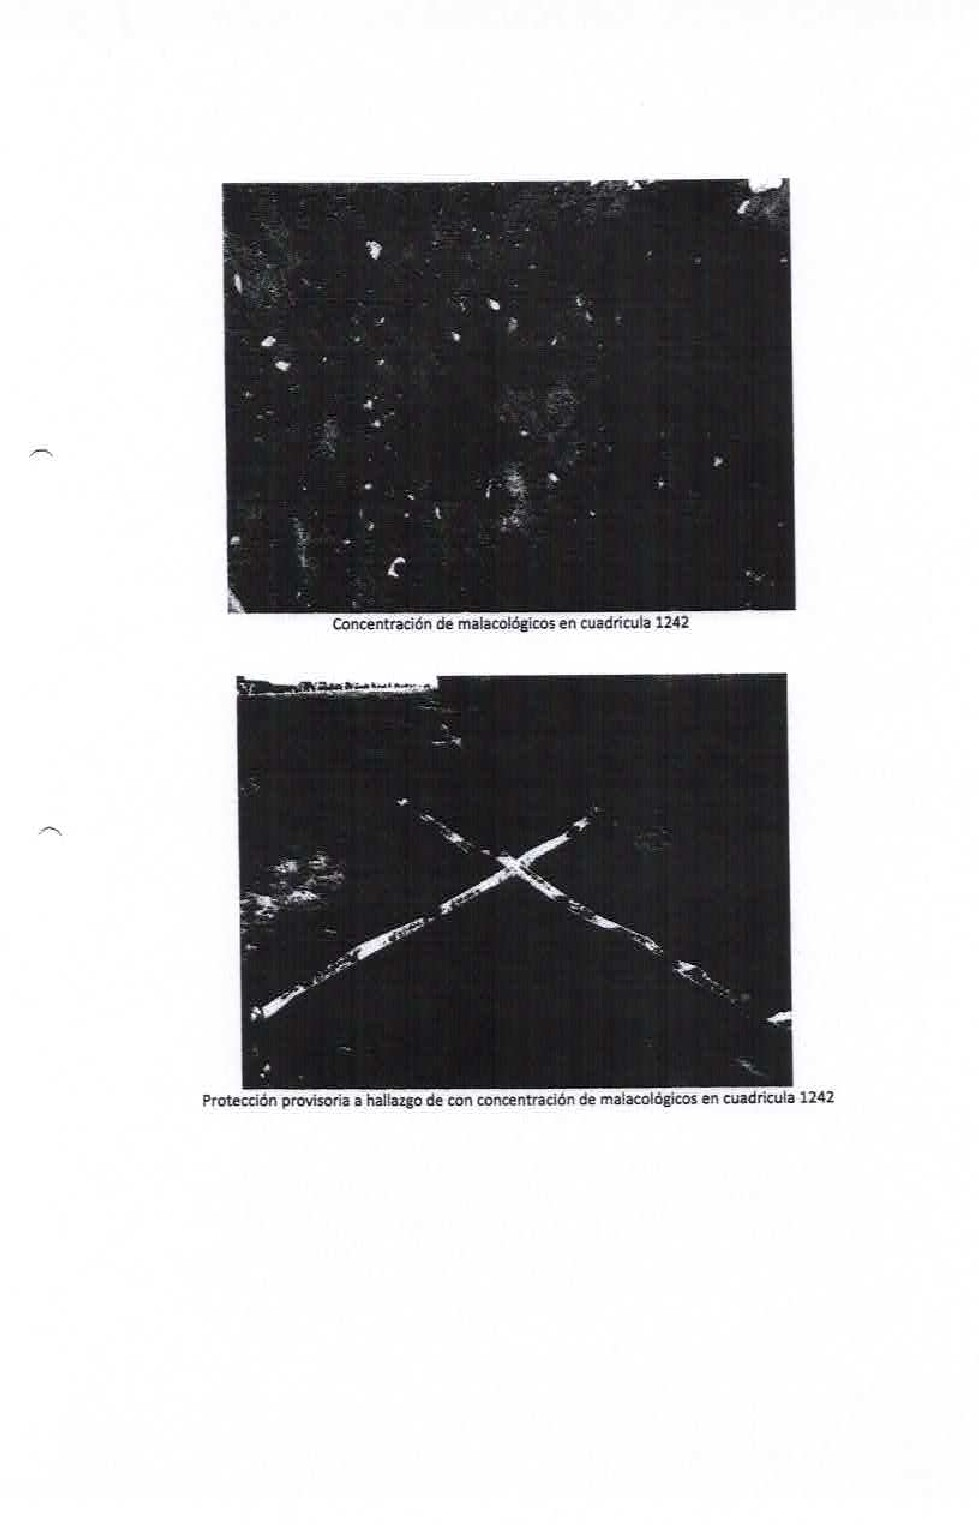 Concentración de malacológicos en cuadricula 1242
Protección provisoria a hallazgo de con concentración de malacológicos en cuadricula 1242